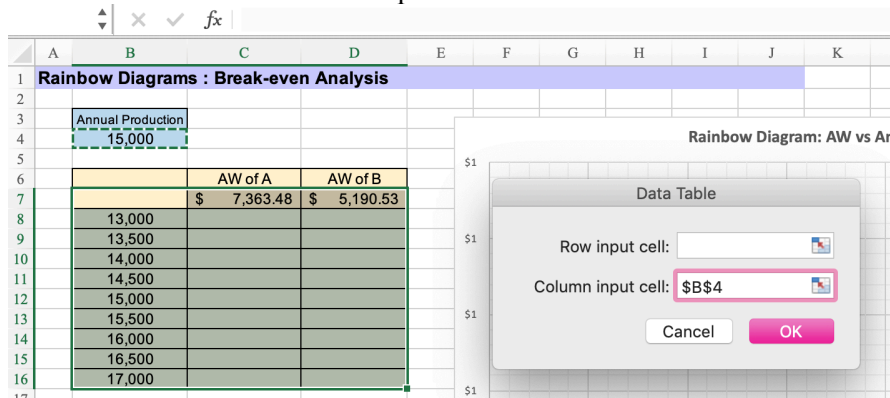 fx
A B C D E F G H I J K
1 Rainbow Diagrams : Break-even Analysis
2
3 Annual Production
4 15,000 Rainbow Diagram: AW vs An
5 $1
6 AW of A AW of B
7 $ 7,363.48 $ 5,190.53 Data Table
8 13,000
9 13,500 $1 Row input cell:
10 14,000
11 14,500 Column input cell: $B$4
12 15,000
13 15,500 $1 Cancel OK
14 16,000
15 16,500
16 17,000
$1